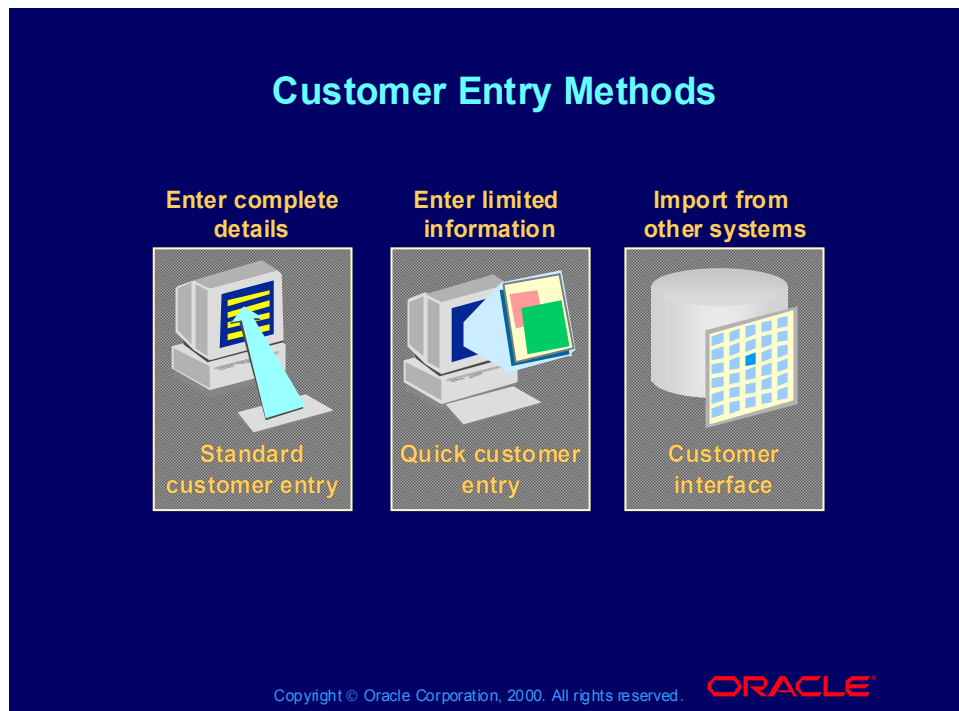 Customer Entry Methods
Enter complete
details
Enter limited
information
Import from
other systems
Standard
customer entry
Quick customer
entry
Customer
interface
Copyright © Oracle Corporation, 2000. All rights reserved.
ORACLE®